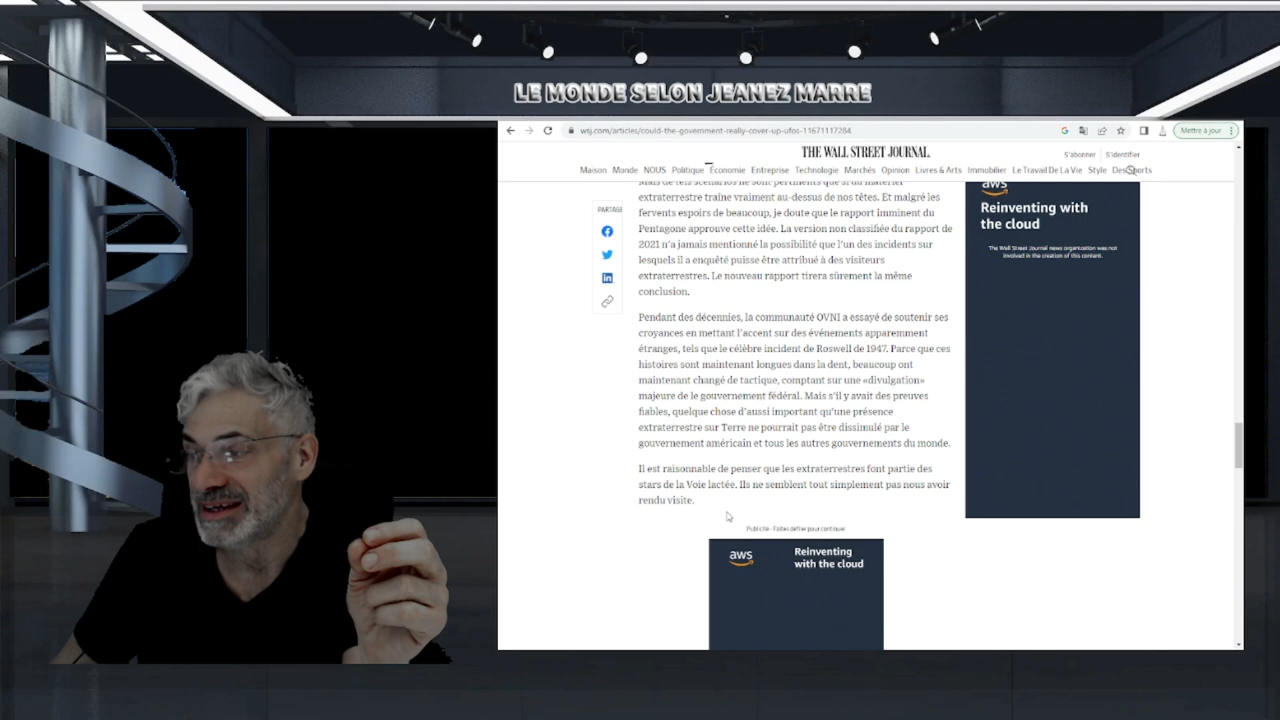 LE MONDE SELON JEANEZ MARRE
wsj.com/articles/could-the-government-really-cover-up-ufos-11671117284
Mettre à jour
THE WALL STREET JOURNAL.
S'abonner
S'identifier
Maison Monde NOUS Politique Économie Entreprise Technologie Marchés Opinion Livres & Arts Immobilier Le Travail De La Vie Style Des Sports
PARTAGE
Mais de tels scénarios ne sont pertinents que si du matériel
extraterrestre traîne vraiment au-dessus de nos têtes. Et malgré les
fervents espoirs de beaucoup, je doute que le rapport imminent du
Pentagone approuve cette idée. La version non classifiée du rapport de
2021 n'a jamais mentionné la possibilité que l'un des incidents sur
lesquels il a enquêté puisse être attribué à des visiteurs
extraterrestres. Le nouveau rapport tirera sûrement la même
conclusion.
Pendant des décennies, la communauté OVNI a essayé de soutenir ses
croyances en mettant l'accent sur des événements apparemment
étranges, tels que le célèbre incident de Roswell de 1947. Parce que ces
histoires sont maintenant longues dans la dent, beaucoup ont
maintenant changé de tactique, comptant sur une «divulgation»
majeure de le gouvernement fédéral. Mais s'il y avait des preuves
fiables, quelque chose d'aussi important qu'une présence
extraterrestre sur Terre ne pourrait pas être dissimulé par le
gouvernement américain et tous les autres gouvernements du monde.
Il est raisonnable de penser que les extraterrestres font partie des
stars de la Voie lactée. Ils ne semblent tout simplement pas nous avoir
rendu visite.
aws
Reinventing with
the cloud
The Wall Street Journal news organization was not
involved in the creation of this content.
Publicité - Faites défiler pour continuer
aws
Reinventing
with the cloud